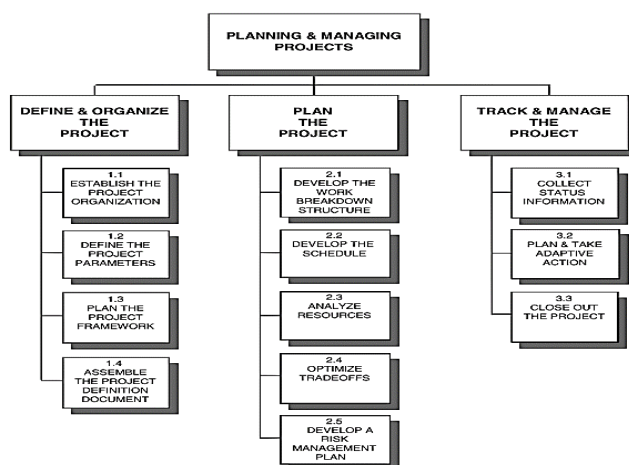 PLANNING & MANAGING
PROJECTS
DEFINE & ORGANIZE
THE
PROJECT
PLAN
THE
PROJECT
TRACK & MANAGE
THE
PROJECT
1.1
ESTABLISH THE
PROJECT
ORGANIZATION
1.2
DEFINE THE
PROJECT
PARAMETERS
1.3
PLAN THE
PROJECT
FRAMEWORK
1.4
ASSEMBLE
THE PROJECT
DEFINITION
DOCUMENT
2.1
DEVELOP THE
WORK
BREAKDOWN
STRUCTURE
2.2
DEVELOP THE
SCHEDULE
2.3
ANALYZE
RESOURCES
2.4
OPTIMIZE
TRADEOFFS
2.5
DEVELOP A
RISK
MANAGEMENT
PLAN
3.1
COLLECT
STATUS
INFORMATION
3.2
PLAN & TAKE
ADAPTIVE
ACTION
3.3
CLOSE OUT
THE PROJECT